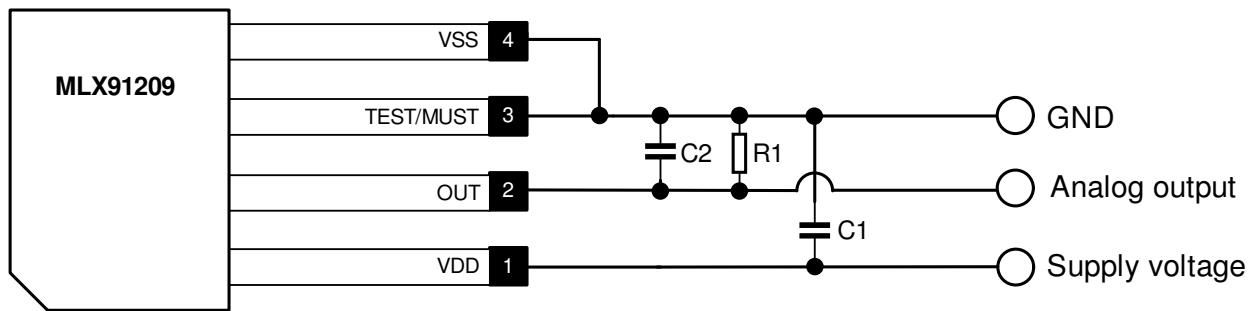 MLX91209
VSS 4
TEST/MUST 3
OUT 2
VDD 1
C2
R1
C1
GND
Analog output
Supply voltage